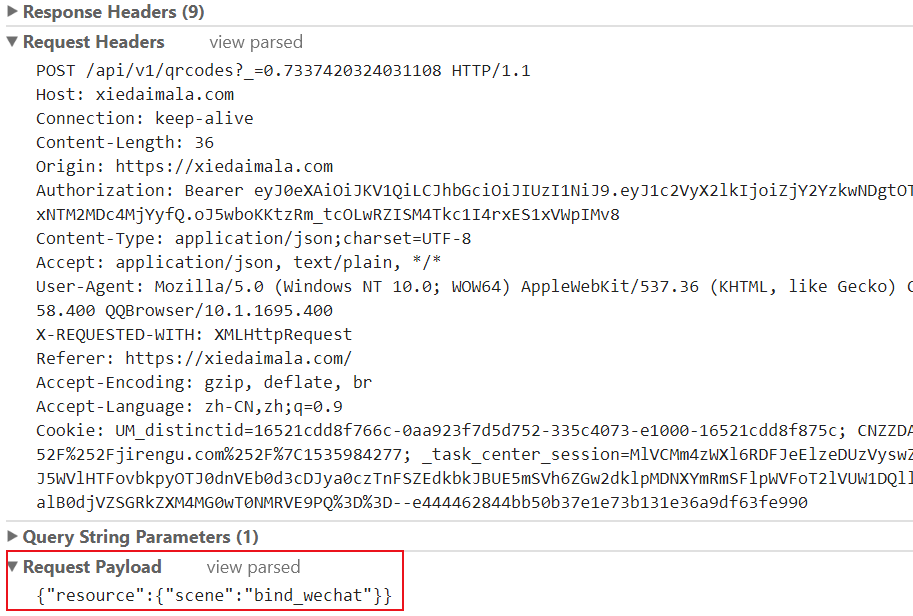 Response Headers (9)
Request Headers view parsed
POST /api/v1/qrcodes?_=0.7337420324031108 HTTP/1.1
Host: xiedaimala.com
Connection: keep-alive
Content-Length: 36
Origin: https://xiedaimala.com
Authorization: Bearer eyJ0eXAiOiJKV1QiLCJhbGciOiJIUzI1NiJ9.eyJ1c2VyX2lkIjoiZjY2YzkwNDgtOT
xNTM2MDc4MjYyfQ.oJ5wboKKtzRm_tcOLwRZISM4Tkc1I4rxES1xVWpIMv8
Content-Type: application/json;charset=UTF-8
Accept: application/json, text/plain, */*
User-Agent: Mozilla/5.0 (Windows NT 10.0; WOW64) AppleWebKit/537.36 (KHTML, like Gecko) C
58.400 QQBrowser/10.1.1695.400
X-REQUESTED-WITH: XMLHttpRequest
Referer: https://xiedaimala.com/
Accept-Encoding: gzip, deflate, br
Accept-Language: zh-CN,zh;q=0.9
Cookie: UM_distinctid=16521cdd8f766c-0aa923f7d5d752-335c4073-e1000-16521cdd8f875c; CNZZDA
52F%252Fjirengu.com%252F%7C1535984277; _task_center_session=MlVCMm4zWXl6RDFJeElzeDUzVyswZ
J5WVlHTFovbkpyOTJ0dnVEb0d3cDJya0czTnFSZEdkbkJBUE5mSVh6ZGw2dklpMDNXYmRmSFlpWVFoT2lVUW1DQll
alB0djVZSGRkZXM4MG0wT0NMRVE9PQ%3D%3D--e444462844bb50b37e1e73b131e36a9df63fe990
Query String Parameters (1)
Request Payload view parsed
{"resource":{"scene":"bind_wechat"}}